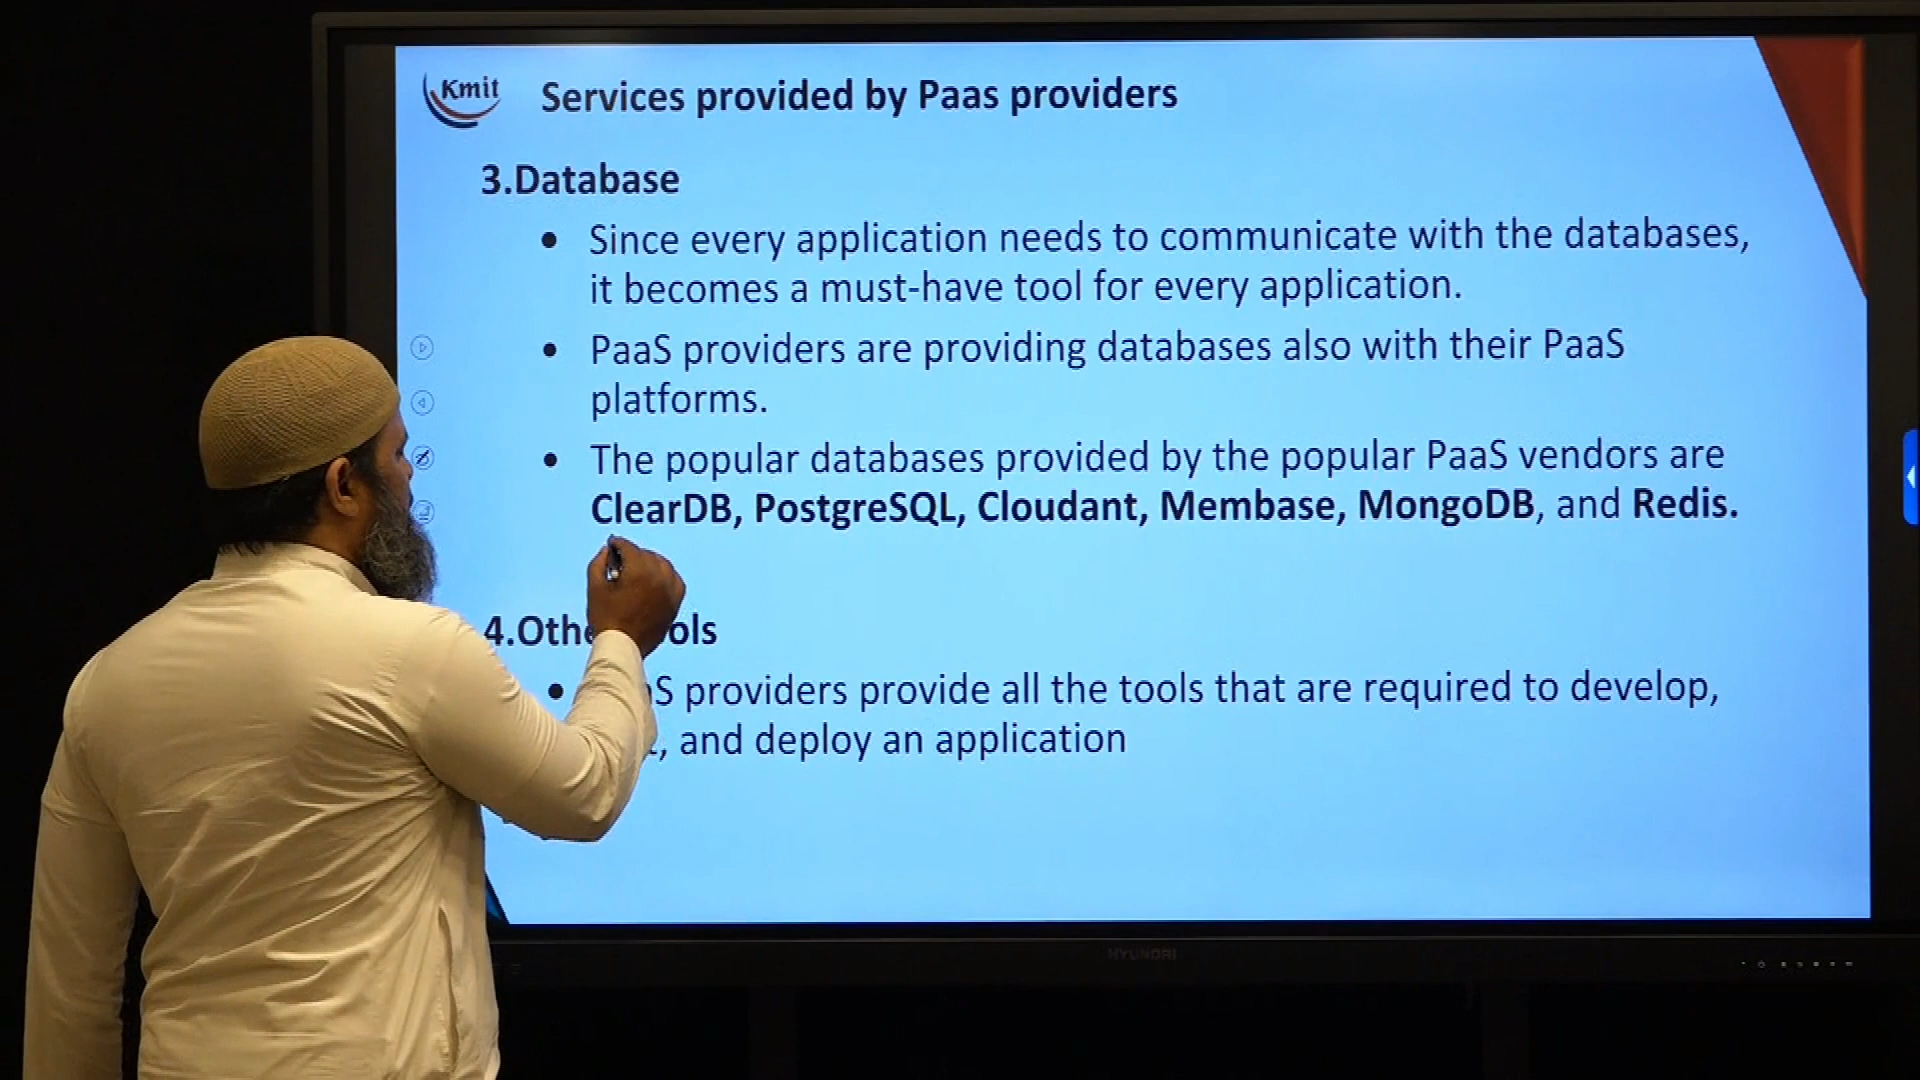 Kmit
Services provided by Paas providers
3.Database
• Since every application needs to communicate with the databases,
it becomes a must-have tool for every application.
• PaaS providers are providing databases also with their PaaS
platforms.
• The popular databases provided by the popular PaaS vendors are
ClearDB, PostgreSQL, Cloudant, Membase, MongoDB, and Redis.
4.Othe ols
• S providers provide all the tools that are required to develop,
, and deploy an application
HYUNDAI